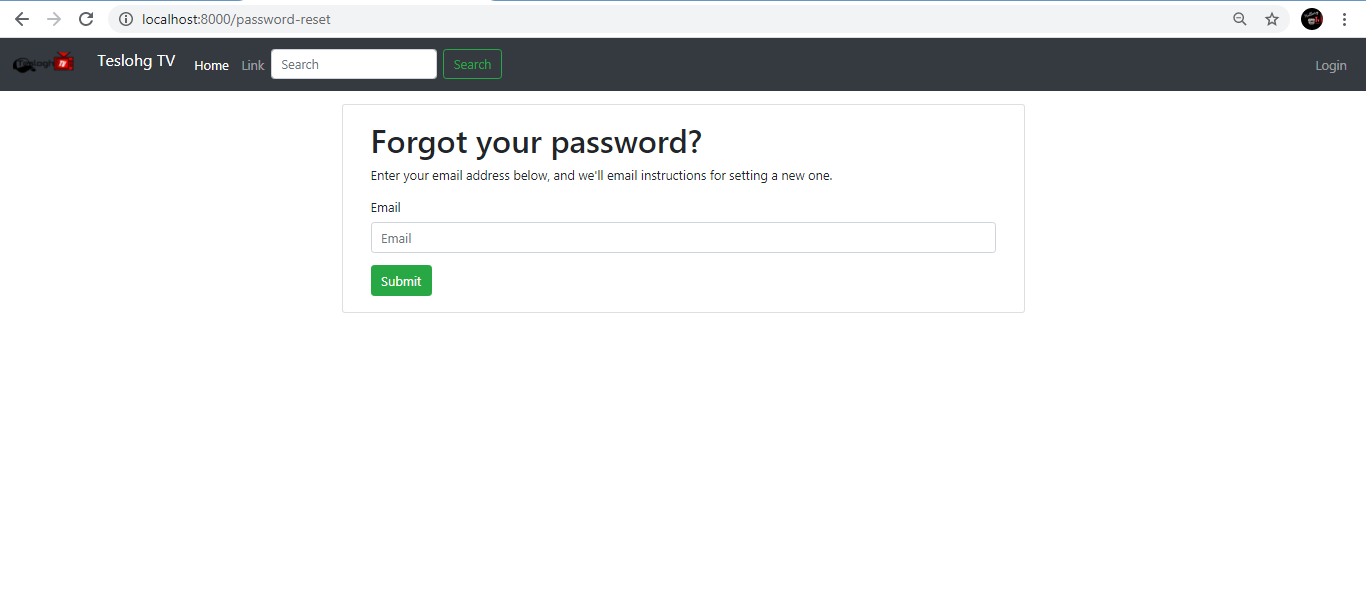 localhost:8000/password-reset
Teslohg TV Home Link Search Search Login
Forgot your password?
Enter your email address below, and we'll email instructions for setting a new one.
Email
Email
Submit